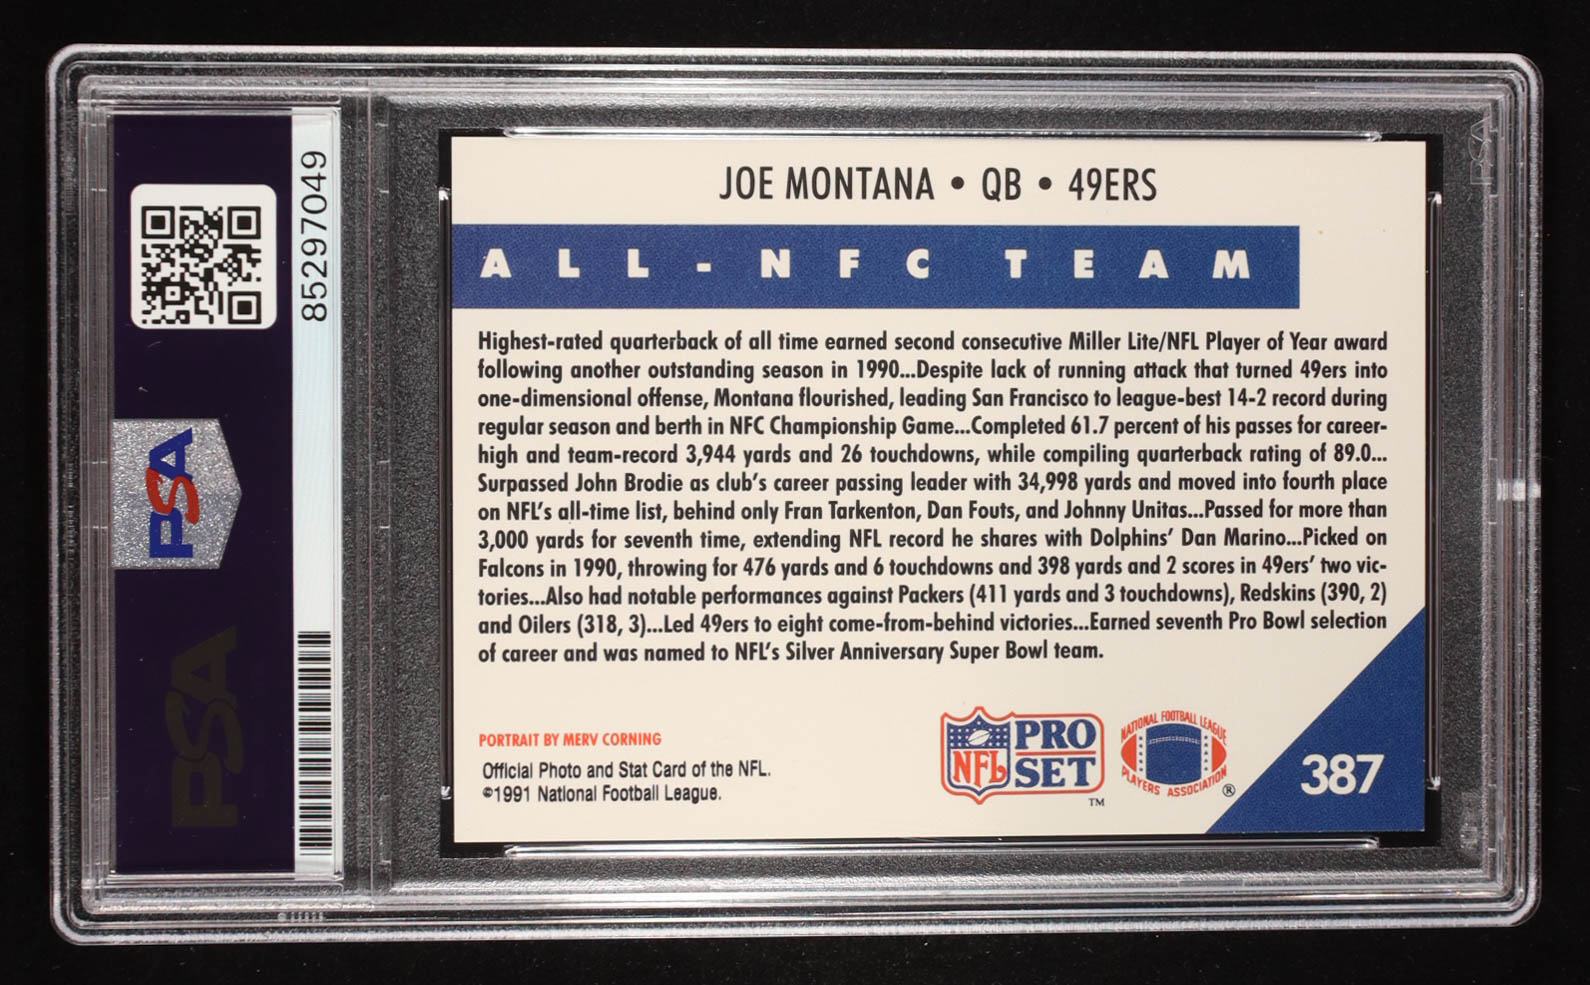 85297049
PSA
PSA
PSA
JOE MONTANA • QB • 49ERS
ALL-NFC TEAM
Highest-rated quarterback of all time earned second consecutive Miller Lite/NFL Player of Year award
following another outstanding season in 1990...Despite lack of running attack that turned 49ers into
one-dimensional offense, Montana flourished, leading San Francisco to league-best 14-2 record during
regular season and berth in NFC Championship Game...Completed 61.7 percent of his passes for career-
high and team-record 3,944 yards and 26 touchdowns, while compiling quarterback rating of 89.0...
Surpassed John Brodie as club's career passing leader with 34,998 yards and moved into fourth place
on NFL's all-time list, behind only Fran Tarkenton, Dan Fouts, and Johnny Unitas...Passed for more than
3,000 yards for seventh time, extending NFL record he shares with Dolphins' Dan Marino...Picked on
Falcons in 1990, throwing for 476 yards and 6 touchdowns and 398 yards and 2 scores in 49ers' two vic-
tories...Also had notable performances against Packers (411 yards and 3 touchdowns), Redskins (390, 2)
and Oilers (318, 3)...Led 49ers to eight come-from-behind victories...Earned seventh Pro Bowl selection
of career and was named to NFL's Silver Anniversary Super Bowl team.
PORTRAIT BY MERV CORNING
Official Photo and Stat Card of the NFL.
©1991 National Football League.
NFL PRO SET ™
NATIONAL FOOTBALL LEAGUE
PLAYERS ASSOCIATION ®
387